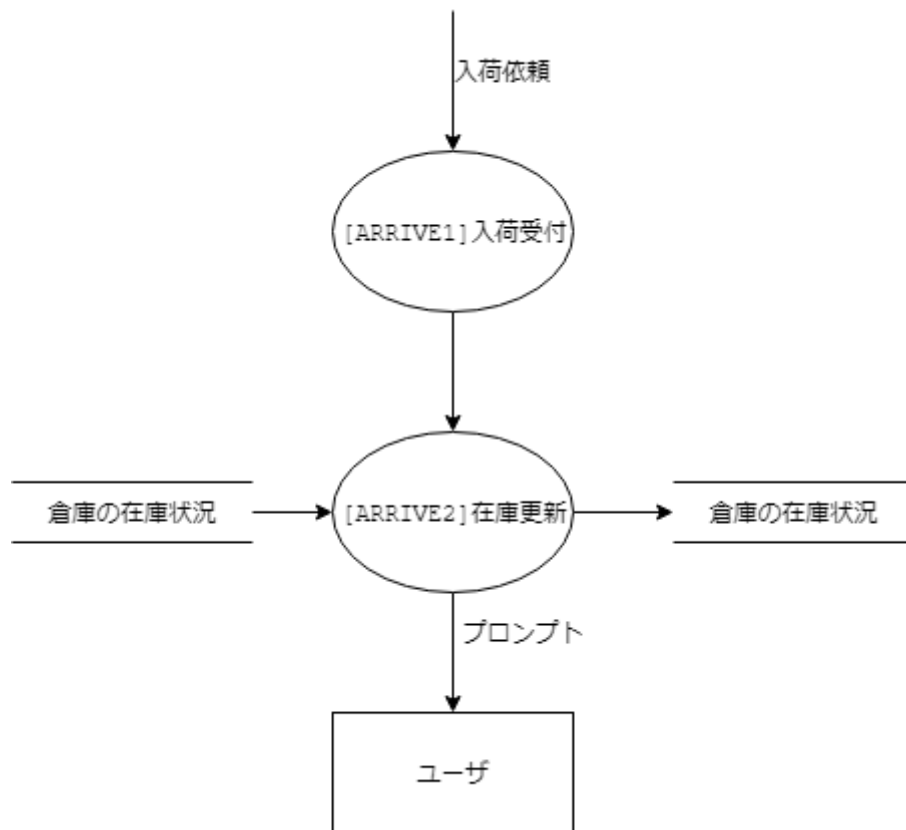 入荷依頼
[ARRIVE1]入荷受付
倉庫の在庫状況
[ARRIVE2]在庫更新
倉庫の在庫状況
プロンプト
ユーザ